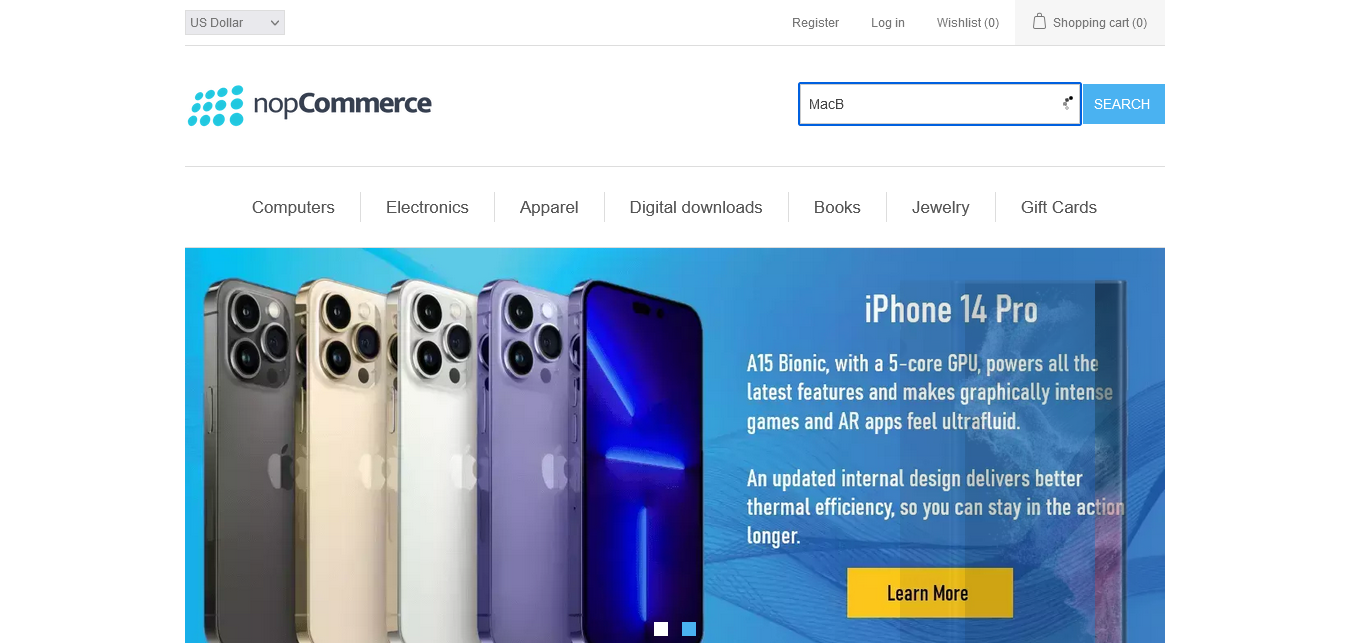 US Dollar
Register
Log in
Wishlist (0)
Shopping cart (0)
nopCommerce
MacB
SEARCH
Computers
Electronics
Apparel
Digital downloads
Books
Jewelry
Gift Cards
iPhone 14 Pro
A15 Bionic, with a 5-core GPU, powers all the
latest features and makes graphically intense
games and AR apps feel ultrafluid.
An updated internal design delivers better
thermal efficiency, so you can stay in the action
longer.
Learn More